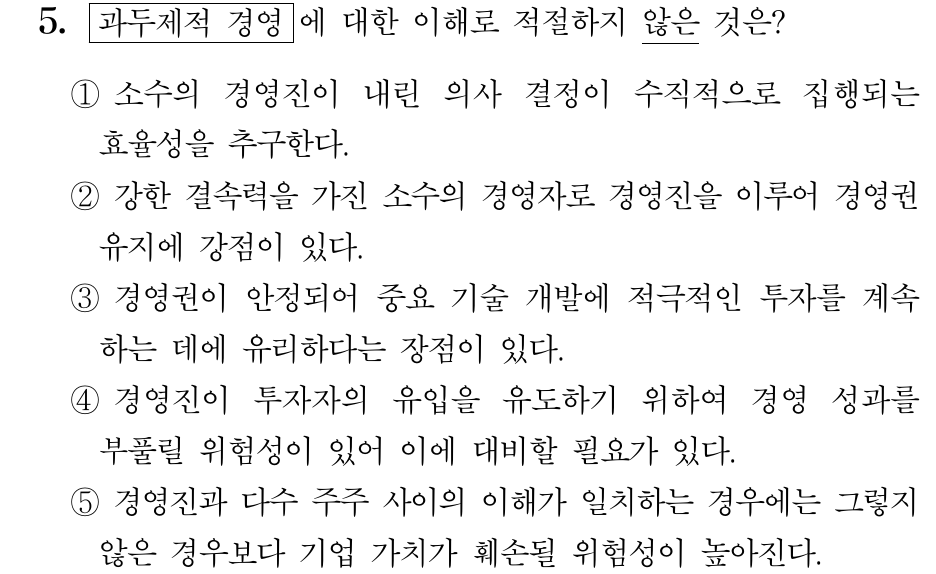 5. 과두제적 경영에 대한 이해로 적절하지 않은 것은?
① 소수의 경영진이 내린 의사 결정이 수직적으로 집행되는
효율성을 추구한다.
② 강한 결속력을 가진 소수의 경영자로 경영진을 이루어 경영권
유지에 강점이 있다.
③ 경영권이 안정되어 중요 기술 개발에 적극적인 투자를 계속
하는 데에 유리하다는 장점이 있다.
④ 경영진이 투자자의 유입을 유도하기 위하여 경영 성과를
부풀릴 위험성이 있어 이에 대비할 필요가 있다.
⑤ 경영진과 다수 주주 사이의 이해가 일치하는 경우에는 그렇지
않은 경우보다 기업 가치가 훼손될 위험성이 높아진다.